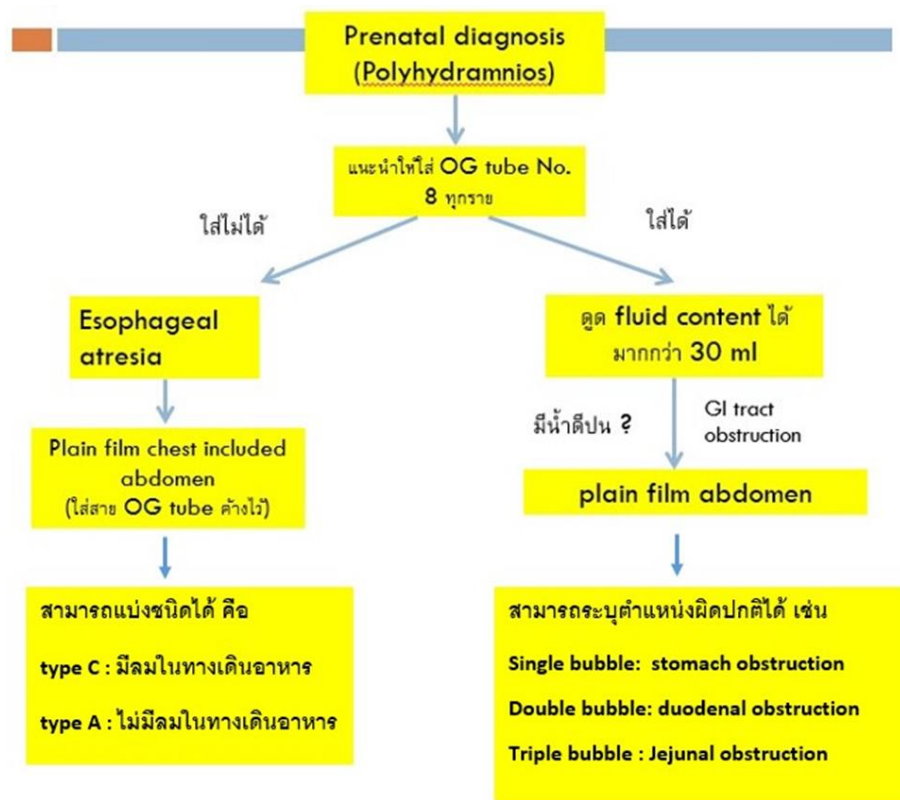 Prenatal diagnosis
(Polyhydramnios)
แนะนำให้ใส่ OG tube No.
8 ทุกราย
ใส่ไม่ได้
ใส่ได้
Esophageal
atresia
ดูด fluid content ได้
มากกว่า 30 ml
มีน้ำดีปน ?
GI tract
obstruction
Plain film chest included
abdomen
(ใส่สาย OG tube ค้างไว้)
plain film abdomen
สามารถแบ่งชนิดได้ คือ
type C : มีลมในทางเดินอาหาร
type A : ไม่มีลมในทางเดินอาหาร
สามารถระบุตำแหน่งผิดปกติได้ เช่น
Single bubble: stomach obstruction
Double bubble: duodenal obstruction
Triple bubble : Jejunal obstruction